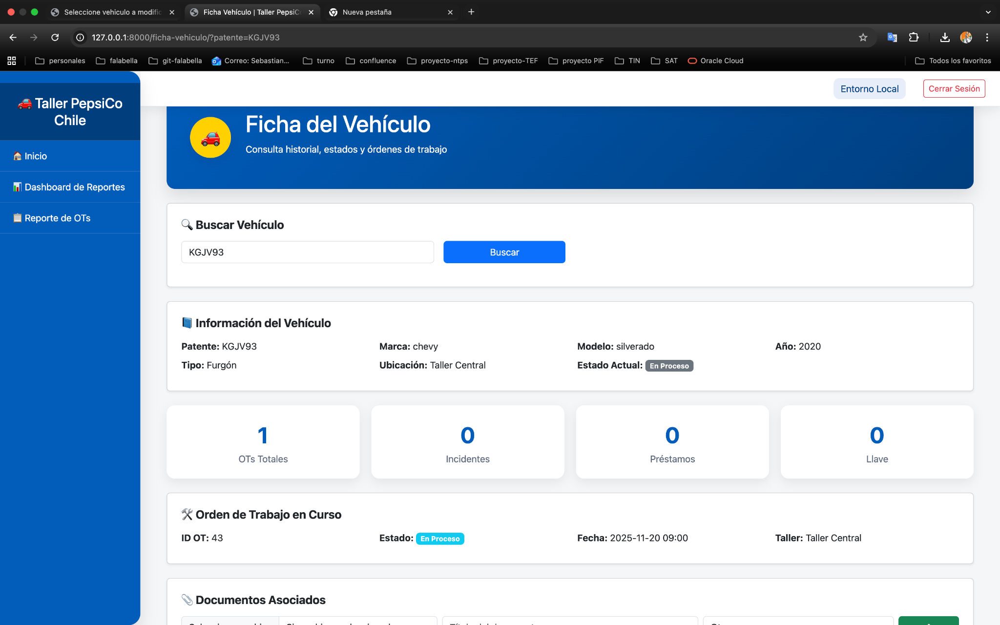 Seleccione vehiculo a modific
Ficha Vehículo | Taller PepsiCo
Nueva pestaña
127.0.0.1:8000/ficha-vehiculo/?patente=KGJV93
personales
falabella
git-falabella
Correo: Sebastian...
turno
confluence
proyecto-ntps
proyecto-TEF
proyecto PIF
TIN
SAT
Oracle Cloud
Todos los favoritos
Taller PepsiCo
Chile
Inicio
Dashboard de Reportes
Reporte de OTs
Entorno Local
Cerrar Sesión
Ficha del Vehículo
Consulta historial, estados y órdenes de trabajo
Buscar Vehículo
KGJV93
Buscar
Información del Vehículo
Patente: KGJV93
Marca: chevy
Modelo: silverado
Año: 2020
Tipo: Furgón
Ubicación: Taller Central
Estado Actual: En Proceso
1
OTs Totales
0
Incidentes
0
Préstamos
0
Llave
Orden de Trabajo en Curso
ID OT: 43
Estado: En Proceso
Fecha: 2025-11-20 09:00
Taller: Taller Central
Documentos Asociados